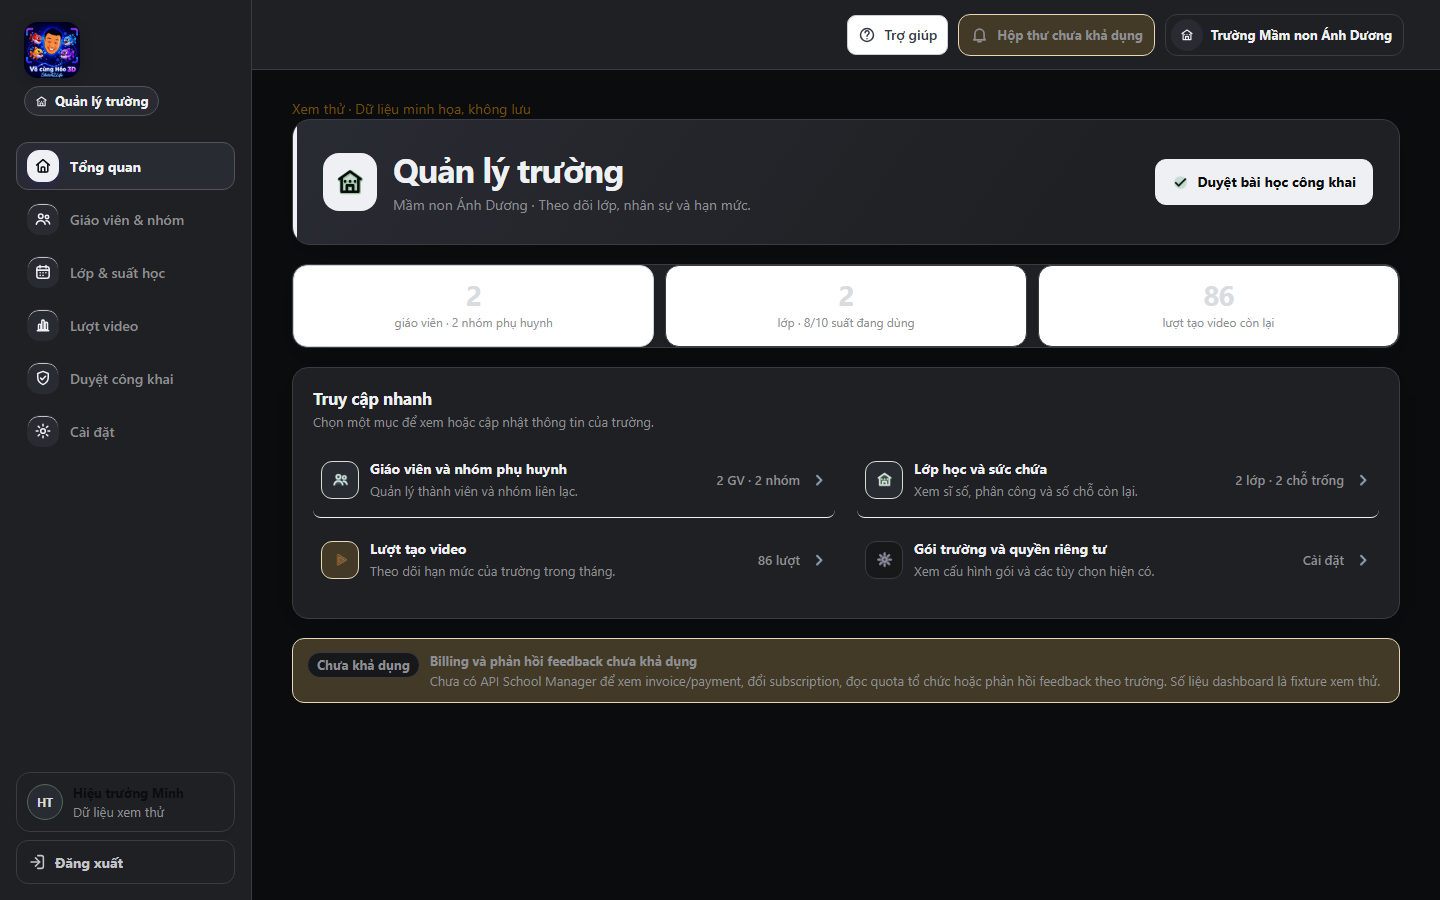 Vẽ cùng Hào 3D
Quản lý trường
Tổng quan
Giáo viên & nhóm
Lớp & suất học
Lượt video
Duyệt công khai
Cài đặt
HT
Hiệu trưởng Minh
Dữ liệu xem thử
Đăng xuất
Trợ giúp
Hộp thư chưa khả dụng
Trường Mầm non Ánh Dương
Xem thử · Dữ liệu minh họa, không lưu
Quản lý trường
Mầm non Ánh Dương · Theo dõi lớp, nhân sự và hạn mức.
Duyệt bài học công khai
2
giáo viên · 2 nhóm phụ huynh
2
lớp · 8/10 suất đang dùng
86
lượt tạo video còn lại
Truy cập nhanh
Chọn một mục để xem hoặc cập nhật thông tin của trường.
Giáo viên và nhóm phụ huynh
Quản lý thành viên và nhóm liên lạc.
2 GV · 2 nhóm
Lớp học và sức chứa
Xem sĩ số, phân công và số chỗ còn lại.
2 lớp · 2 chỗ trống
Lượt tạo video
Theo dõi hạn mức của trường trong tháng.
86 lượt
Gói trường và quyền riêng tư
Xem cấu hình gói và các tùy chọn hiện có.
Cài đặt
Chưa khả dụng
Billing và phản hồi feedback chưa khả dụng
Chưa có API School Manager để xem invoice/payment, đổi subscription, đọc quota tổ chức hoặc phản hồi feedback theo trường. Số liệu dashboard là fixture xem thử.